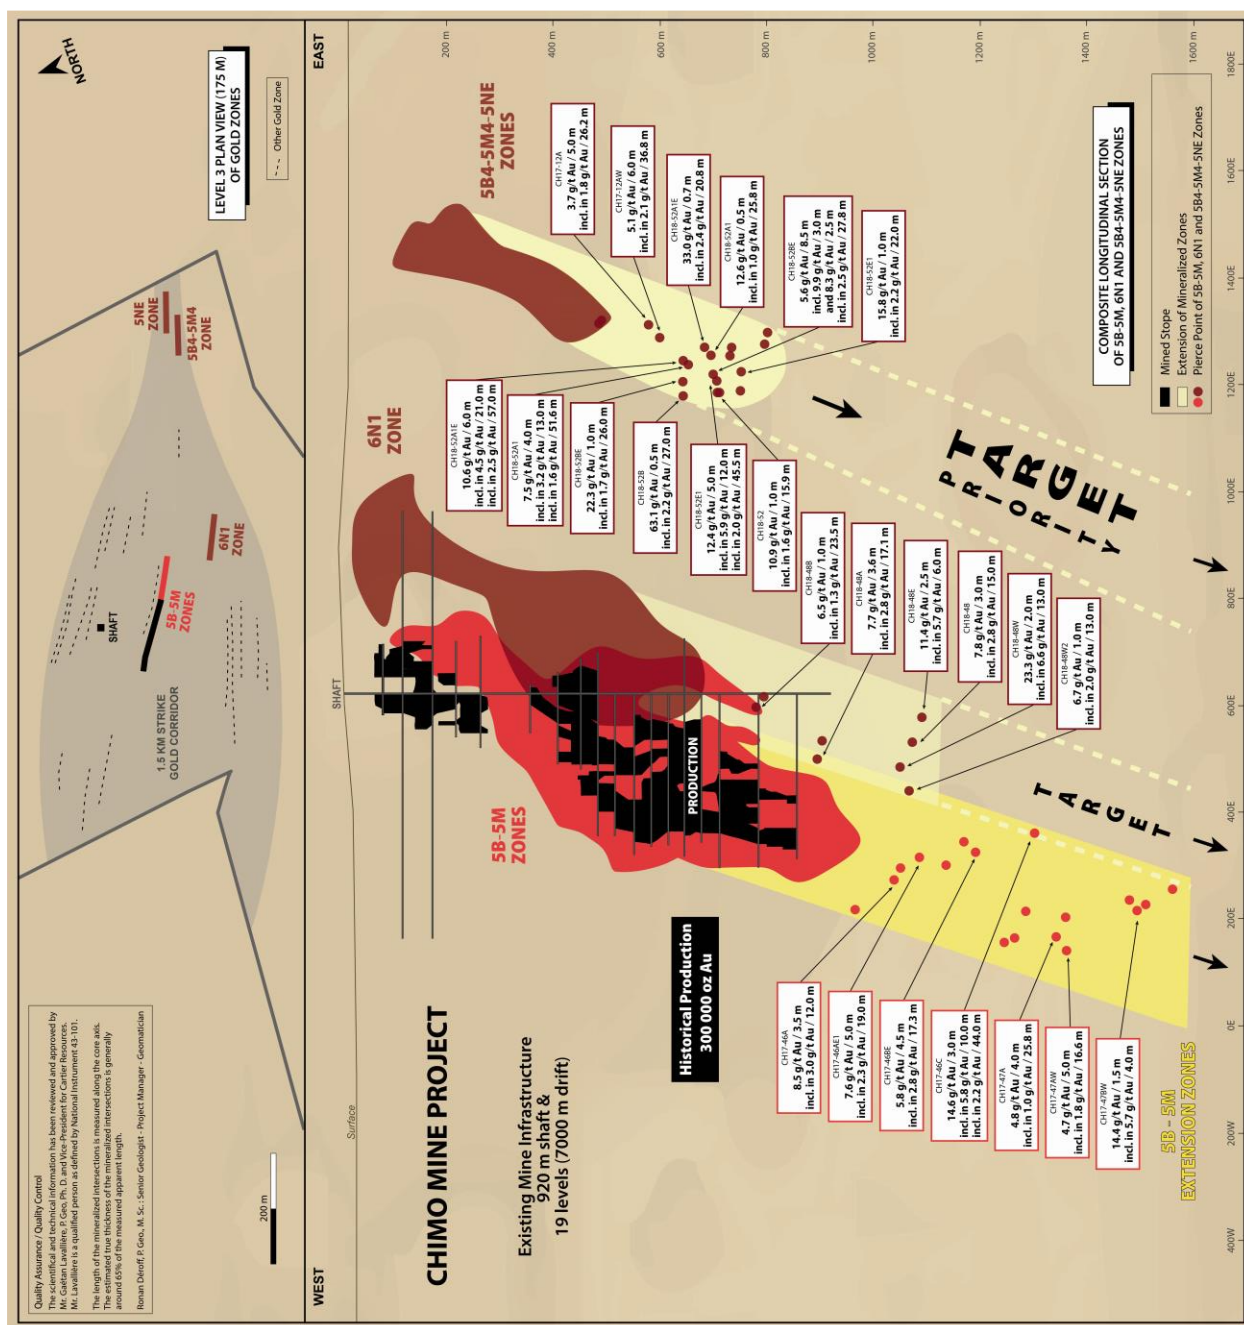 Quality Assurance / Quality Control
The scientific and technical information has been reviewed and approved by
Mr. Gaétan Lavallière, P. Geo, Ph. D. and Vice-President for Cartier Resources.
Mr. Lavallière is a qualified person as defined by National Instrument 43-101.
The length of the mineralized intersections is measured along the core axis.
The estimated true thickness of the mineralized intersections is generally
around 65% of the measured apparent length.
Ronan Déroff, P. Geo., M. Sc. : Senior Geologist - Project Manager - Geomatician
200 m
1.5 KM STRIKE
GOLD CORRIDOR
SHAFT
5B-5M
ZONES
6N1
ZONE
5NE
ZONE
5B4-5M4
ZONE
NORTH
LEVEL 3 PLAN VIEW (175 M)
OF GOLD ZONES
Other Gold Zone
WEST
EAST
Surface
SHAFT
CHIMO MINE PROJECT
Existing Mine Infrastructure
920 m shaft &
19 levels (7000 m drift)
Historical Production
300 000 oz Au
5B-5M
ZONES
PRODUCTION
6N1
ZONE
5B4-5M4-5NE
ZONES
CH17-12A
3.7 g/t Au / 5.0 m
incl. in 1.8 g/t Au / 26.2 m
CH17-12AW
5.1 g/t Au / 6.0 m
incl. in 2.1 g/t Au / 36.8 m
CH18-52A1E
33.0 g/t Au / 0.7 m
incl. in 2.4 g/t Au / 20.8 m
CH18-52A1
12.6 g/t Au / 0.5 m
incl. in 1.0 g/t Au / 25.8 m
CH18-52BE
5.6 g/t Au / 8.5 m
incl. 9.9 g/t Au / 3.0 m
and 8.3 g/t Au / 2.5 m
incl. in 2.5 g/t Au / 27.8 m
CH18-52E1
15.8 g/t Au / 1.0 m
incl. in 2.2 g/t Au / 22.0 m
CH18-52A1E
10.6 g/t Au / 6.0 m
incl. in 4.5 g/t Au / 21.0 m
incl. in 2.5 g/t Au / 57.0 m
CH18-52A1
7.5 g/t Au / 4.0 m
incl. in 3.2 g/t Au / 13.0 m
incl. in 1.6 g/t Au / 51.6 m
CH18-52BE
22.3 g/t Au / 1.0 m
incl. in 1.7 g/t Au / 26.0 m
CH18-52B
63.1 g/t Au / 0.5 m
incl. in 2.2 g/t Au / 27.0 m
CH18-52E1
12.4 g/t Au / 5.0 m
incl. in 5.9 g/t Au / 12.0 m
incl. in 2.0 g/t Au / 45.5 m
CH18-52
10.9 g/t Au / 1.0 m
incl. in 1.6 g/t Au / 15.9 m
CH18-48B
6.5 g/t Au / 1.0 m
incl. in 1.3 g/t Au / 23.5 m
CH18-48A
7.7 g/t Au / 3.6 m
incl. in 2.8 g/t Au / 17.1 m
CH18-48E
11.4 g/t Au / 2.5 m
incl. in 5.7 g/t Au / 6.0 m
CH18-48
7.8 g/t Au / 3.0 m
incl. in 2.8 g/t Au / 15.0 m
CH18-48W
23.3 g/t Au / 2.0 m
incl. in 6.6 g/t Au / 13.0 m
CH18-48W2
6.7 g/t Au / 1.0 m
incl. in 2.0 g/t Au / 13.0 m
CH17-46A
8.5 g/t Au / 3.5 m
incl. in 3.0 g/t Au / 12.0 m
CH17-46AE1
7.6 g/t Au / 5.0 m
incl. in 2.3 g/t Au / 19.0 m
CH17-46BE
5.8 g/t Au / 4.5 m
incl. in 2.8 g/t Au / 17.3 m
CH17-46C
14.6 g/t Au / 3.0 m
incl. in 5.8 g/t Au / 10.0 m
incl. in 2.2 g/t Au / 44.0 m
CH17-47A
4.8 g/t Au / 4.0 m
incl. in 1.0 g/t Au / 25.8 m
CH17-47AW
4.7 g/t Au / 5.0 m
incl. in 1.8 g/t Au / 16.6 m
CH17-47BW
14.4 g/t Au / 1.5 m
incl. in 5.7 g/t Au / 4.0 m
PRIORITY
TARGET
TARGET
5B - 5M
EXTENSION ZONES
200 m
400 m
600 m
800 m
1000 m
1200 m
1400 m
1600 m
COMPOSITE LONGITUDINAL SECTION
OF 5B-5M, 6N1 AND 5B4-5M4-5NE ZONES
Mined Stope
Extension of Mineralized Zones
Pierce Point of 5B-5M, 6N1 and 5B4-5M4-5NE Zones
400W
200W
0E
200E
400E
600E
800E
1000E
1200E
1400E
1600E
1800E